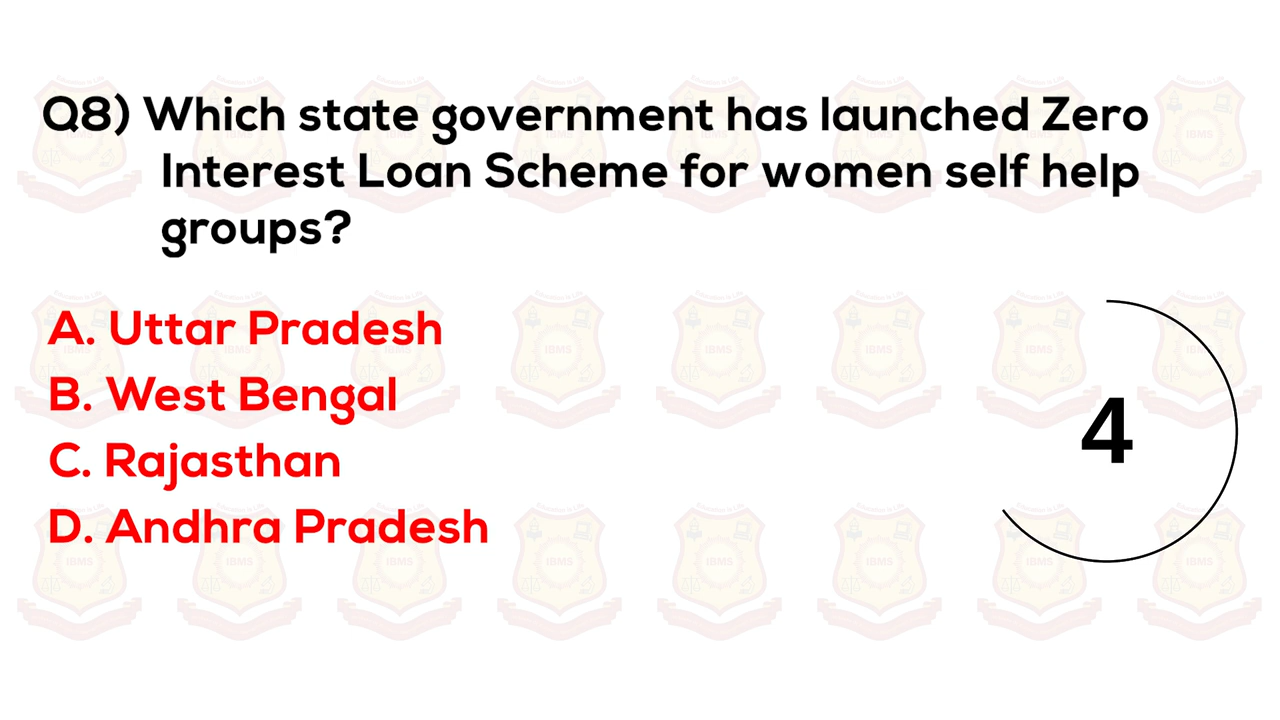 Q8) Which state government has launched Zero
Interest Loan Scheme for women self help
groups?
A. Uttar Pradesh
B. West Bengal
C. Rajasthan
D. Andhra Pradesh
4
IBMS